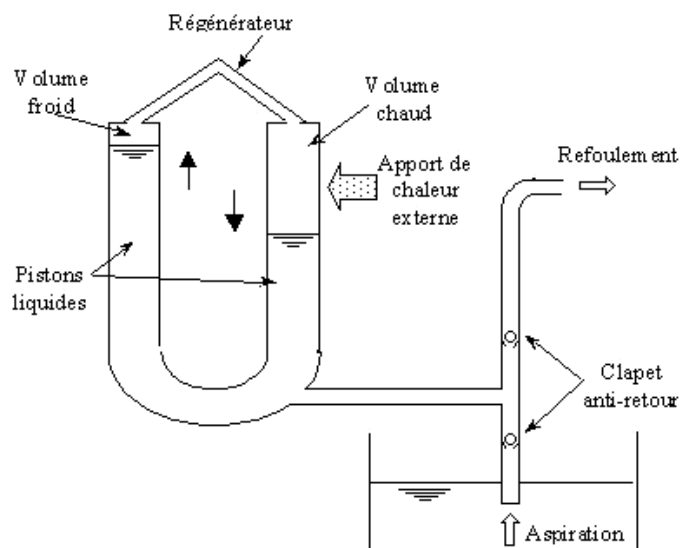 Régénérateur
Volume
froid
Volume
chaud
Refoulement
Apport de
chaleur
externe
Pistons
liquides
Clapet
anti-retour
Aspiration